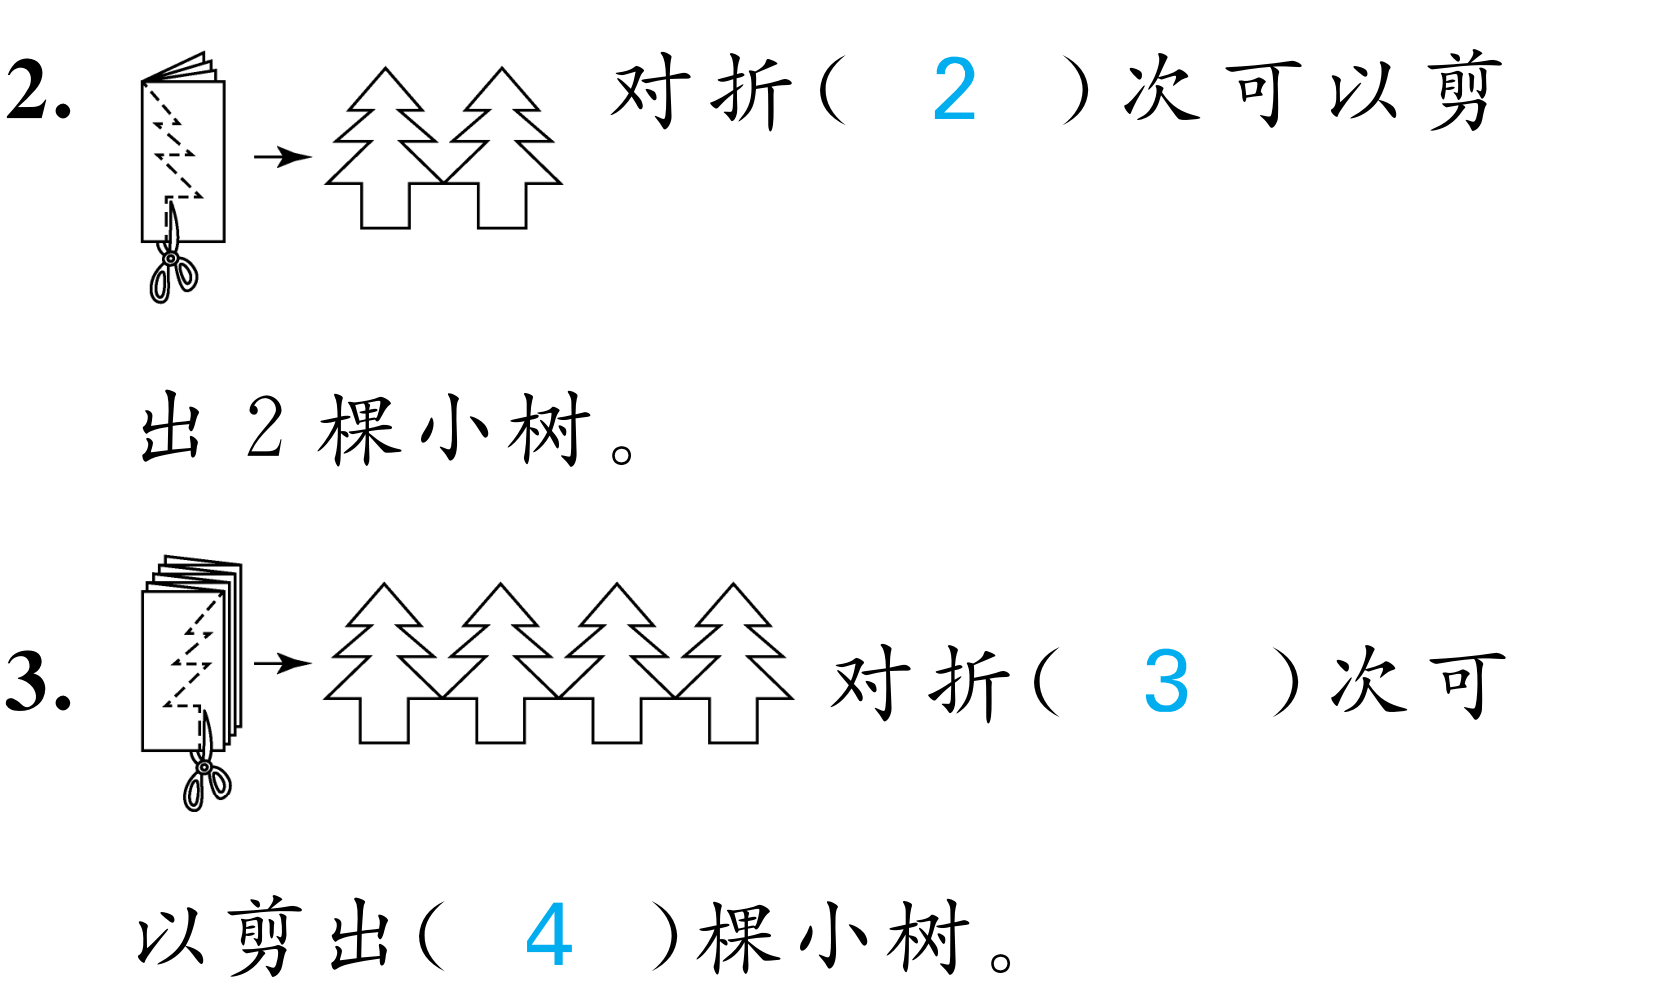 2. 对折( 2 )次可以剪
出 2 棵小树。
3. 对折( 3 )次可
以剪出( 4 )棵小树。